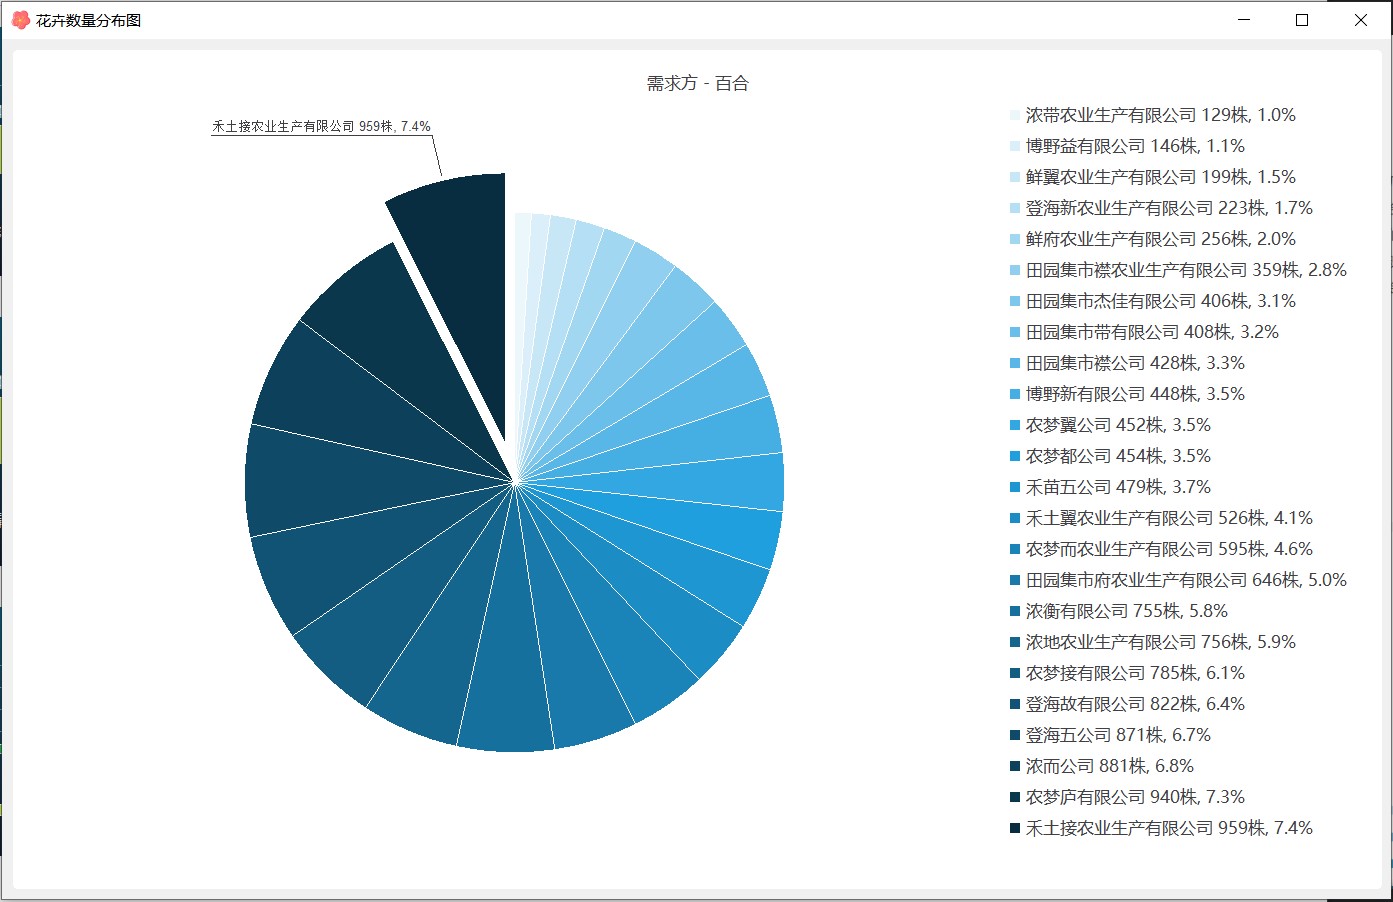 花卉数量分布图
需求方 - 百合
禾土接农业生产有限公司 959株, 7.4%
浓带农业生产有限公司 129株, 1.0%
博野益有限公司 146株, 1.1%
鲜翼农业生产有限公司 199株, 1.5%
登海新农业生产有限公司 223株, 1.7%
鲜府农业生产有限公司 256株, 2.0%
田园集市襟农业生产有限公司 359株, 2.8%
田园集市杰佳有限公司 406株, 3.1%
田园集市带有限公司 408株, 3.2%
田园集市襟公司 428株, 3.3%
博野新有限公司 448株, 3.5%
农梦翼公司 452株, 3.5%
农梦都公司 454株, 3.5%
禾苗五公司 479株, 3.7%
禾土翼农业生产有限公司 526株, 4.1%
农梦而农业生产有限公司 595株, 4.6%
田园集市府农业生产有限公司 646株, 5.0%
浓衡有限公司 755株, 5.8%
浓地农业生产有限公司 756株, 5.9%
农梦接有限公司 785株, 6.1%
登海故有限公司 822株, 6.4%
登海五公司 871株, 6.7%
浓而公司 881株, 6.8%
农梦庐有限公司 940株, 7.3%
禾土接农业生产有限公司 959株, 7.4%